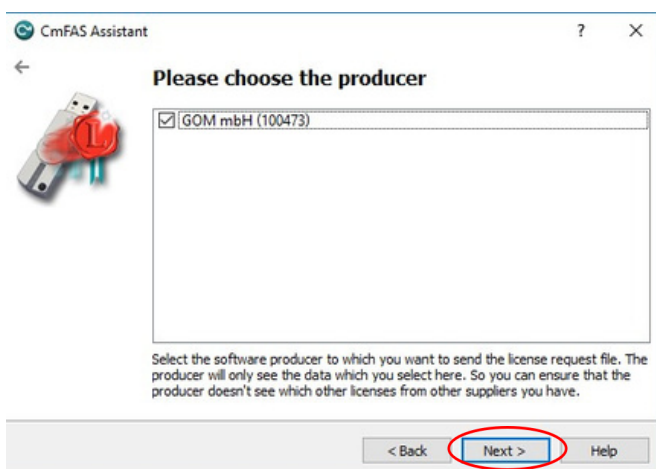 CmFAS Assistant
? ×
←
Please choose the producer
GOM mbH (100473)
L
Select the software producer to which you want to send the license request file. The
producer will only see the data which you select here. So you can ensure that the
producer doesn't see which other licenses from other suppliers you have.
< Back Next > Help